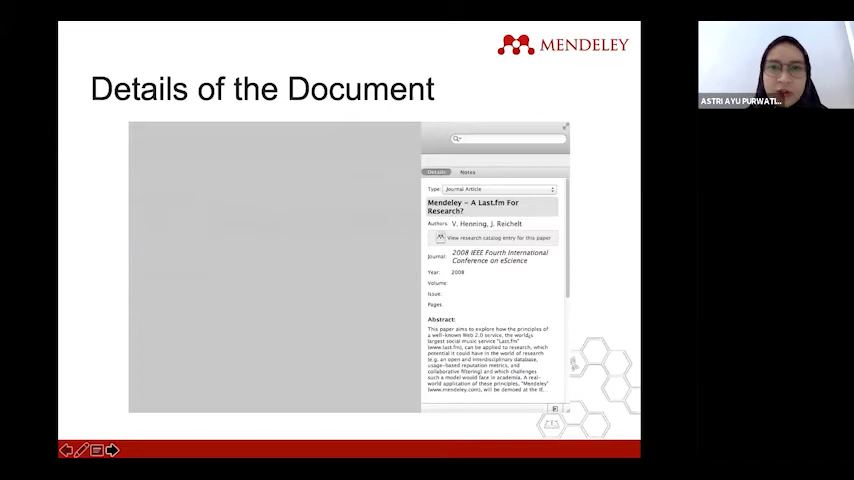 MENDELEY
Details of the Document
ASTRI AYU PURWATI...
Details Notes
Type: Journal Article
Mendeley – A Last.fm For
Research?
Authors: V. Henning, J. Reichelt
View research catalog entry for this paper
Journal: 2008 IEEE Fourth International
Conference on eScience
Year: 2008
Volume:
Issue:
Pages:
Abstract:
This paper aims to explore how the principles of
a well-known Web 2.0 service, the world¿s
largest social music service "Last.fm"
(www.last.fm), can be applied to research, which
potential it could have in the world of research
(e.g. an open and interdisciplinary database,
usage-based reputation metrics, and
collaborative filtering) and which challenges
such a model would face in academia. A real-
world application of these principles, "Mendeley"
(www.mendeley.com), will be demoed at the IE...